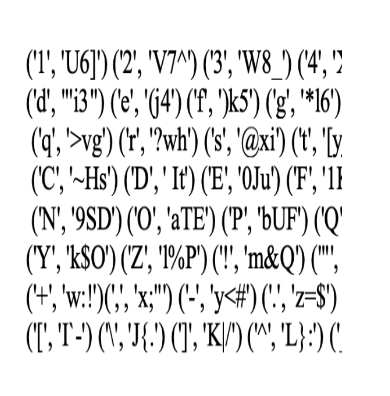 ('1', 'U6]') ('2', 'V7^') ('3', 'W8_') ('4',
('d', "'i3") ('e', '(j4') ('f', ')k5') ('g', '*l6')
('q', '>vg') ('r', '?wh') ('s', '@xi') ('t', '[y
('C', '~Hs') ('D', ' It') ('E', '0Ju') ('F', '1
('N', '9SD') ('O', 'aTE') ('P', 'bUF') ('Q'
('Y', 'k$O') ('Z', 'l%P') ('!', 'm&Q') ('"',
('+', 'w:!')(',', 'x;"') ('-', 'y<#') ('.', 'z=$')
('[', 'I`-') ('\', 'J{.') (']', 'K|/') ('^', 'L}:') ('